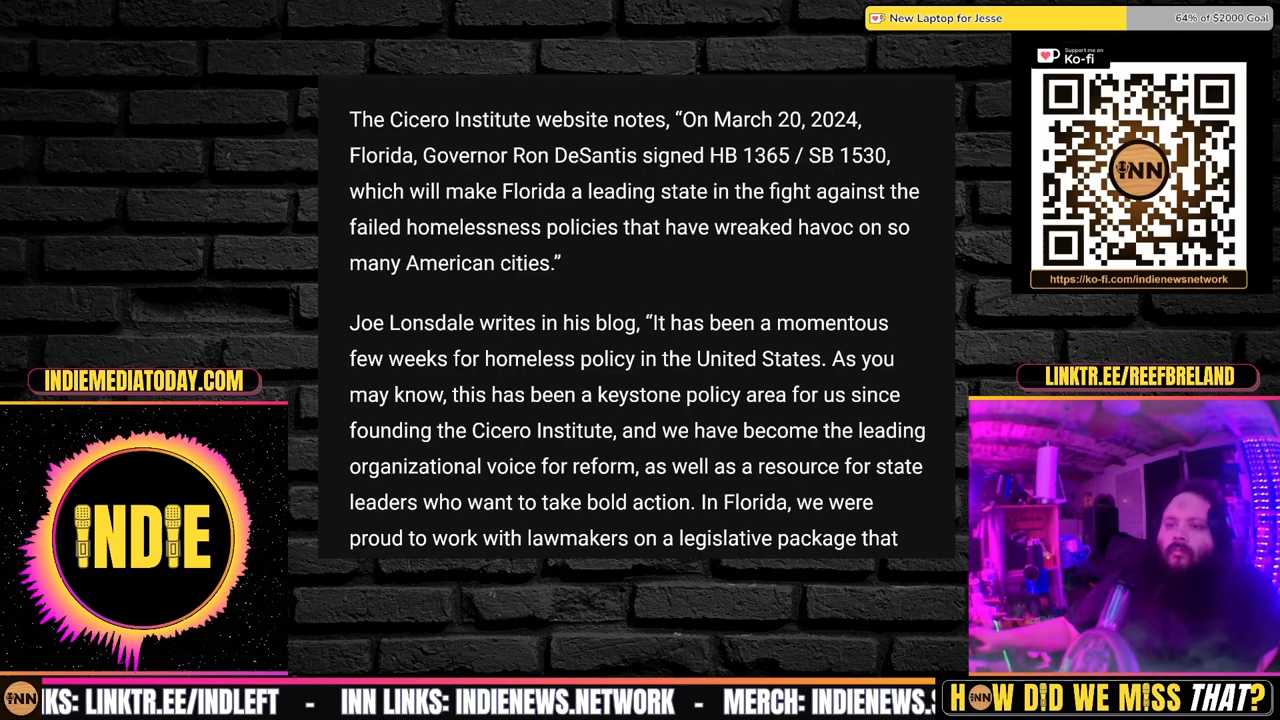 New Laptop for Jesse
64% of $2000 Goal
Support me on
Ko-fi
iNN
https://ko-fi.com/indienewsnetwork
The Cicero Institute website notes, “On March 20, 2024,
Florida, Governor Ron DeSantis signed HB 1365 / SB 1530,
which will make Florida a leading state in the fight against the
failed homelessness policies that have wreaked havoc on so
many American cities.”
Joe Lonsdale writes in his blog, “It has been a momentous
few weeks for homeless policy in the United States. As you
may know, this has been a keystone policy area for us since
founding the Cicero Institute, and we have become the leading
organizational voice for reform, as well as a resource for state
leaders who want to take bold action. In Florida, we were
proud to work with lawmakers on a legislative package that
INDIEMEDIATODAY.COM
INDIE
LINKTR.EE/REEFBRELAND
iNN
KS: LINKTR.EE/INDLEFT - INN LINKS: INDIENEWS.NETWORK - MERCH: INDIENEWS.
HOW DID WE MISS THAT?